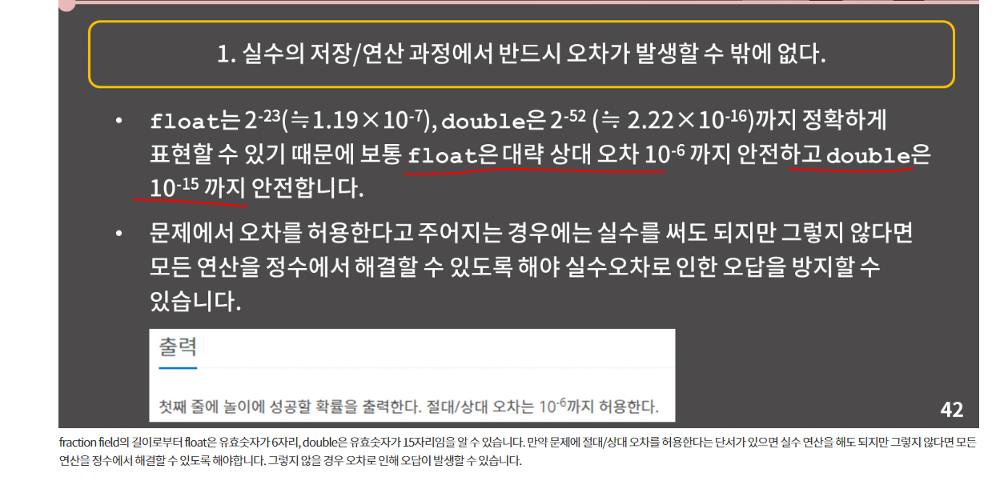 1. 실수의 저장/연산 과정에서 반드시 오차가 발생할 수 밖에 없다.
• float는 2⁻²³(≒1.19×10⁻⁷), double은 2⁻⁵² (≒ 2.22×10⁻¹⁶)까지 정확하게
표현할 수 있기 때문에 보통 float은 대략 상대 오차 10⁻⁶ 까지 안전하고 double은
10⁻¹⁵ 까지 안전합니다.
• 문제에서 오차를 허용한다고 주어지는 경우에는 실수를 써도 되지만 그렇지 않다면
모든 연산을 정수에서 해결할 수 있도록 해야 실수오차로 인한 오답을 방지할 수
있습니다.
출력
첫째 줄에 놀이에 성공할 확률을 출력한다. 절대/상대 오차는 10⁻⁶까지 허용한다.
42
fraction field의 길이로부터 float은 유효숫자가 6자리, double은 유효숫자가 15자리임을 알 수 있습니다. 만약 문제에 절대/상대 오차를 허용한다는 단서가 있으면 실수 연산을 해도 되지만 그렇지 않다면 모든
연산을 정수에서 해결할 수 있도록 해야합니다. 그렇지 않을 경우 오차로 인해 오답이 발생할 수 있습니다.